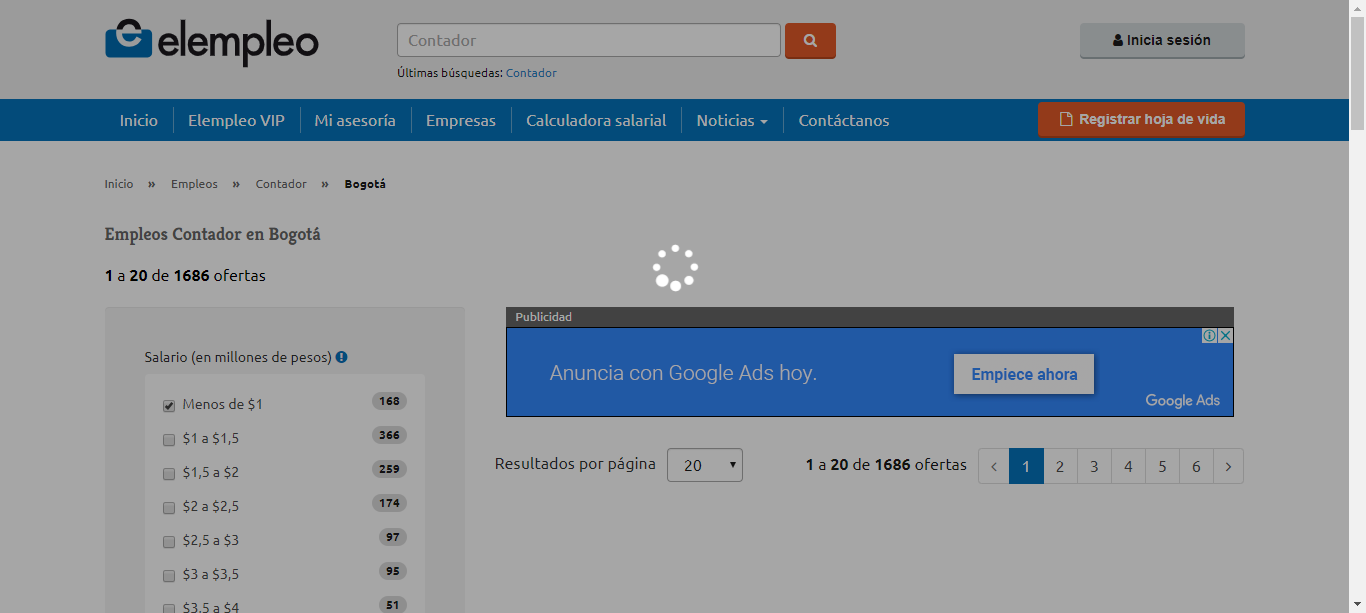 elempleo
Contador
Últimas búsquedas: Contador
Inicia sesión
Inicio
Elempleo VIP
Mi asesoría
Empresas
Calculadora salarial
Noticias
Contáctanos
Registrar hoja de vida
Inicio » Empleos » Contador » Bogotá
Empleos Contador en Bogotá
1 a 20 de 1686 ofertas
Salario (en millones de pesos)
Menos de $1 168
$1 a $1,5 366
$1,5 a $2 259
$2 a $2,5 174
$2,5 a $3 97
$3 a $3,5 95
$3,5 a $4 51
Publicidad
Anuncia con Google Ads hoy.
Empiece ahora
Google Ads
Resultados por página 20
1 a 20 de 1686 ofertas
‹ 1 2 3 4 5 6 ›